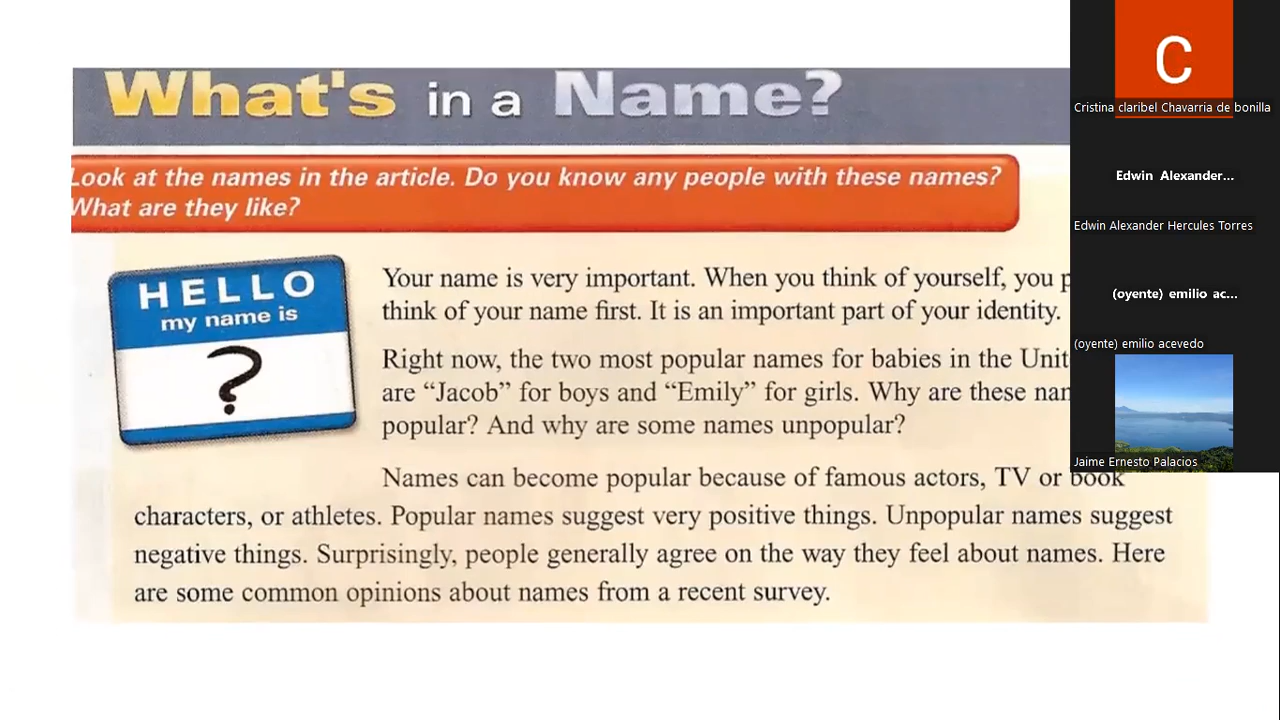 What's in a Name?
Look at the names in the article. Do you know any people with these names?
What are they like?
HELLO
my name is
?
Your name is very important. When you think of yourself, you p
think of your name first. It is an important part of your identity.
Right now, the two most popular names for babies in the Unit
are “Jacob” for boys and “Emily” for girls. Why are these nam
popular? And why are some names unpopular?
Names can become popular because of famous actors, TV or book
characters, or athletes. Popular names suggest very positive things. Unpopular names suggest
negative things. Surprisingly, people generally agree on the way they feel about names. Here
are some common opinions about names from a recent survey.
C
Cristina claribel Chavarria de bonilla
Edwin Alexander...
Edwin Alexander Hercules Torres
(oyente) emilio ac...
(oyente) emilio acevedo
Jaime Ernesto Palacios